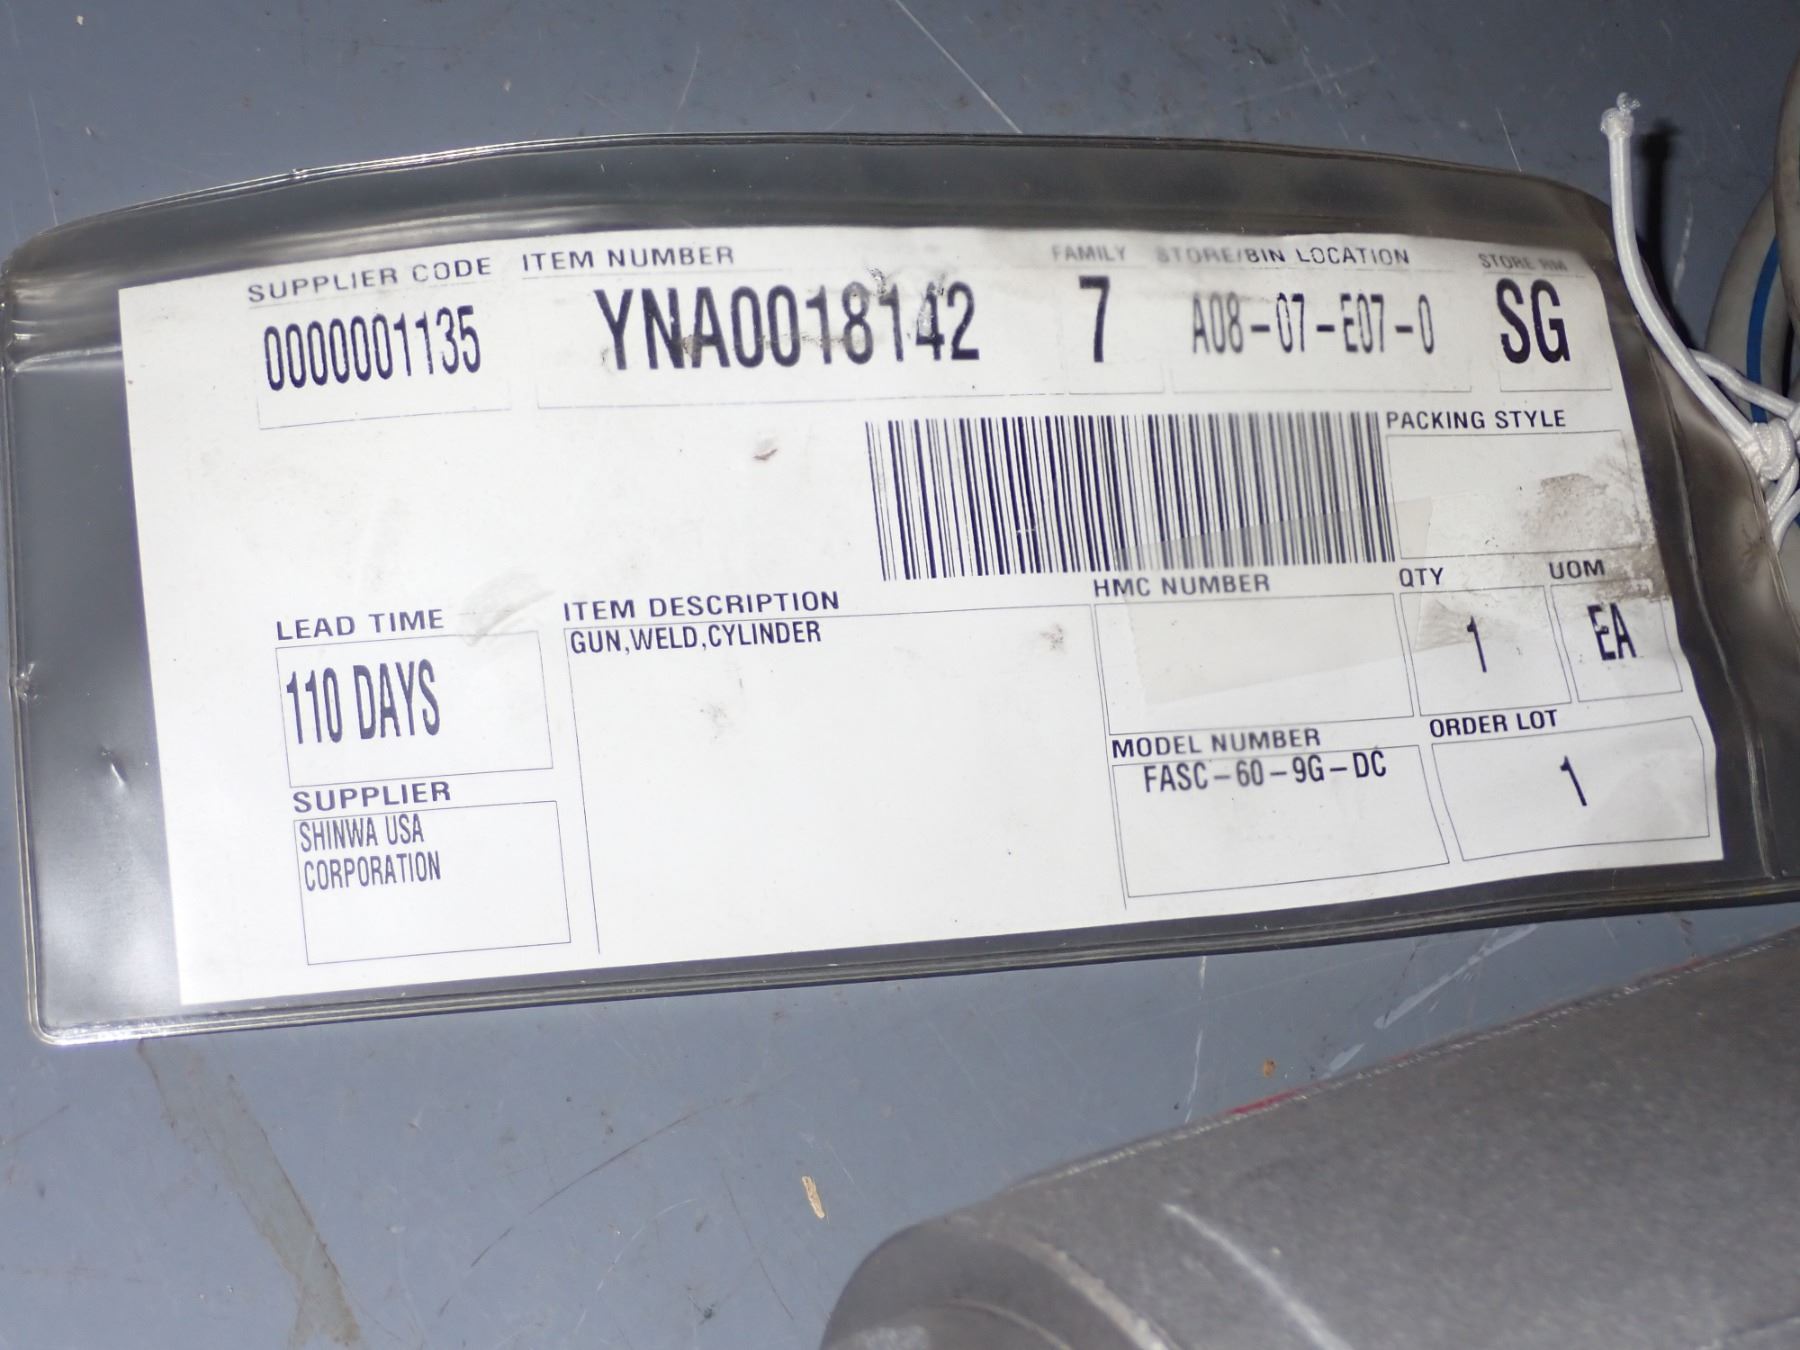 SUPPLIER CODE ITEM NUMBER FAMILY STORE/BIN LOCATION STORE RM
0000001135 YNA0018142 7 A08-07-E07-0 SG
PACKING STYLE
LEAD TIME ITEM DESCRIPTION HMC NUMBER QTY UOM
110 DAYS GUN,WELD,CYLINDER 1 EA
SUPPLIER MODEL NUMBER ORDER LOT
SHINWA USA FASC-60-9G-DC 1
CORPORATION